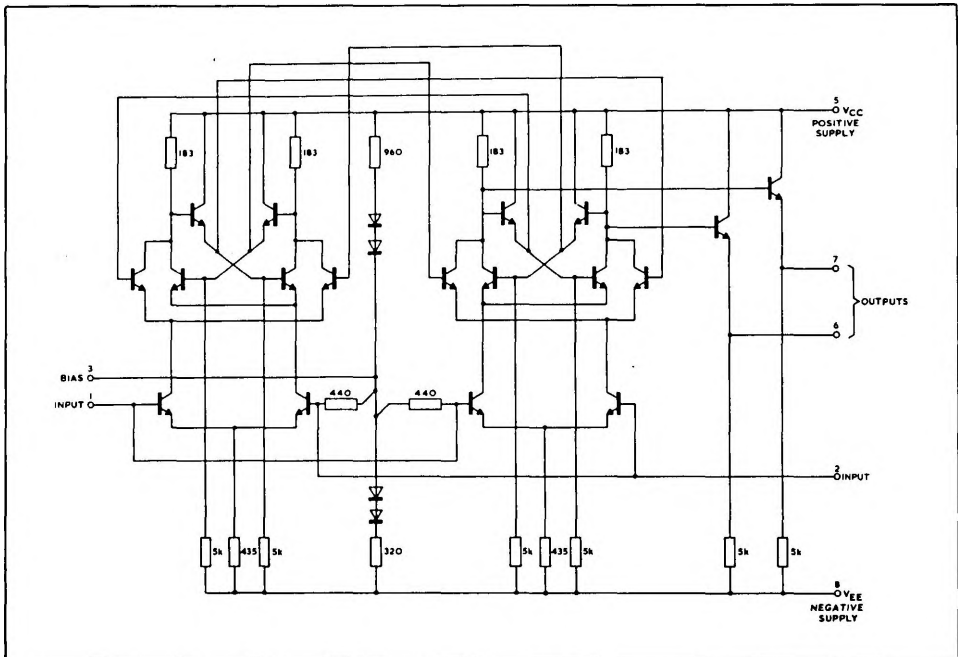 5
VCC
POSITIVE
SUPPLY
183
183
960
183
183
7
OUTPUTS
6
3
BIAS
1
INPUT
440
440
2
INPUT
5k
435
5k
320
5k
435
5k
5k
5k
8
VEE
NEGATIVE
SUPPLY